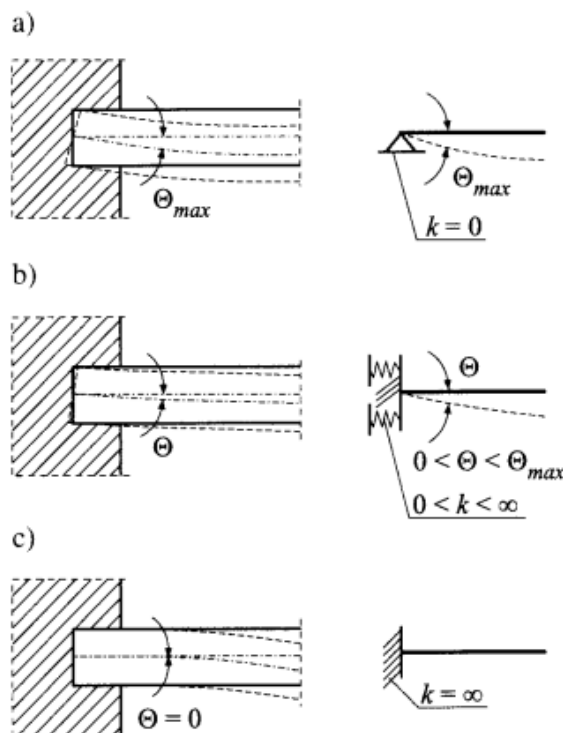 a)
Θmax
Θmax
k = 0
b)
Θ
Θ
0 < Θ < Θmax
0 < k < ∞
c)
Θ = 0
k = ∞